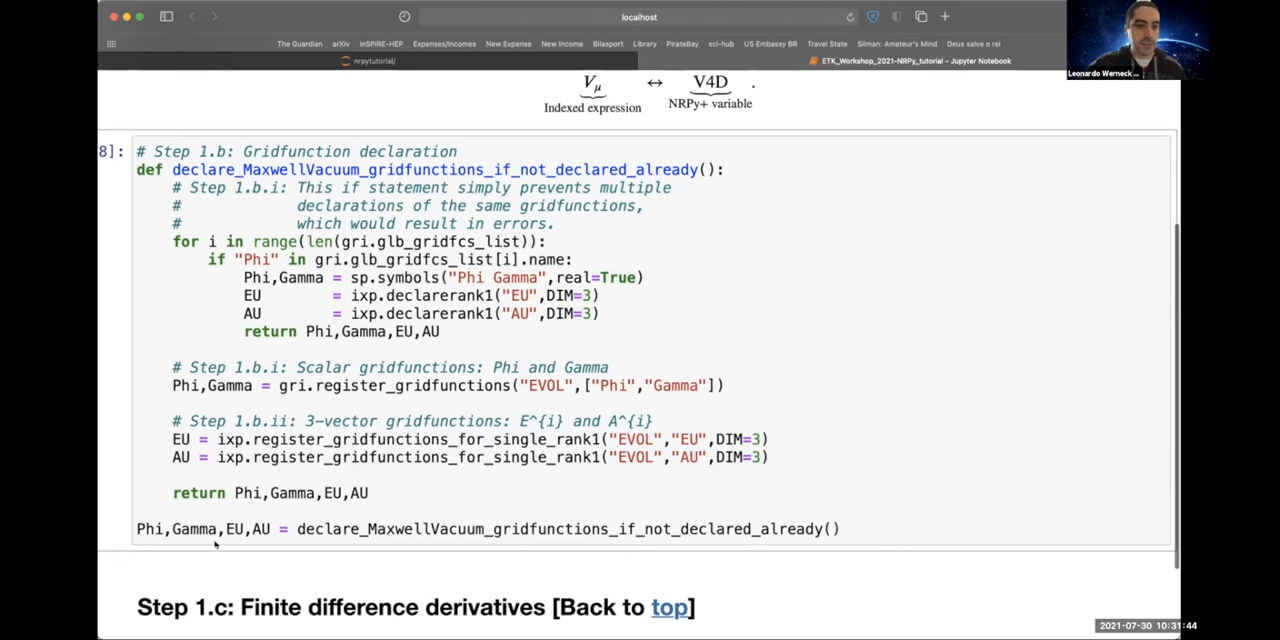 localhost
The Guardian arXiv inSPIRE-HEP Expenses/Incomes New Expense New Income Bilasport Library PirateBay sci-hub US Embassy BR Travel State Silman: Amateur's Mind Deus salve o rei
nrpytutorial/ ETK_Workshop_2021-NRPy_tutorial - Jupyter Notebook
Leonardo Werneck ...
Vμ ↔ V4D .
Indexed expression NRPy+ variable
8]: # Step 1.b: Gridfunction declaration
def declare_MaxwellVacuum_gridfunctions_if_not_declared_already():
# Step 1.b.i: This if statement simply prevents multiple
# declarations of the same gridfunctions,
# which would result in errors.
for i in range(len(gri.glb_gridfcs_list)):
if "Phi" in gri.glb_gridfcs_list[i].name:
Phi,Gamma = sp.symbols("Phi Gamma",real=True)
EU = ixp.declarerank1("EU",DIM=3)
AU = ixp.declarerank1("AU",DIM=3)
return Phi,Gamma,EU,AU
# Step 1.b.i: Scalar gridfunctions: Phi and Gamma
Phi,Gamma = gri.register_gridfunctions("EVOL",["Phi","Gamma"])
# Step 1.b.ii: 3-vector gridfunctions: E^{i} and A^{i}
EU = ixp.register_gridfunctions_for_single_rank1("EVOL","EU",DIM=3)
AU = ixp.register_gridfunctions_for_single_rank1("EVOL","AU",DIM=3)
return Phi,Gamma,EU,AU
Phi,Gamma,EU,AU = declare_MaxwellVacuum_gridfunctions_if_not_declared_already()
Step 1.c: Finite difference derivatives [Back to top]
2021-07-30 10:31:44